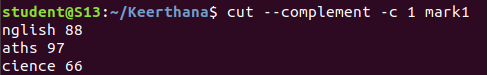 student@S13:~/Keerthana$ cut --complement -c 1 mark1
nglish 88
aths 97
cience 66